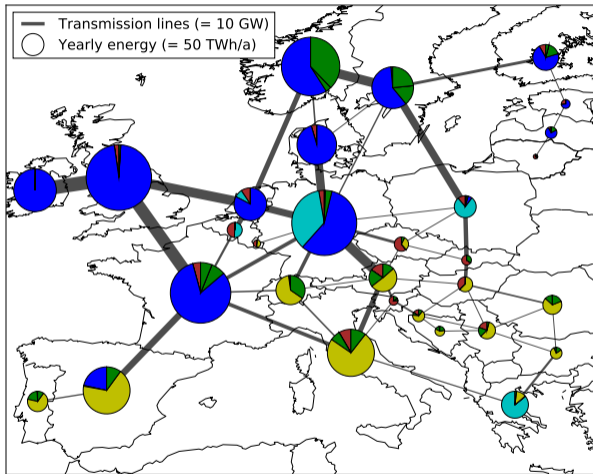 Transmission lines (= 10 GW)
Yearly energy (= 50 TWh/a)